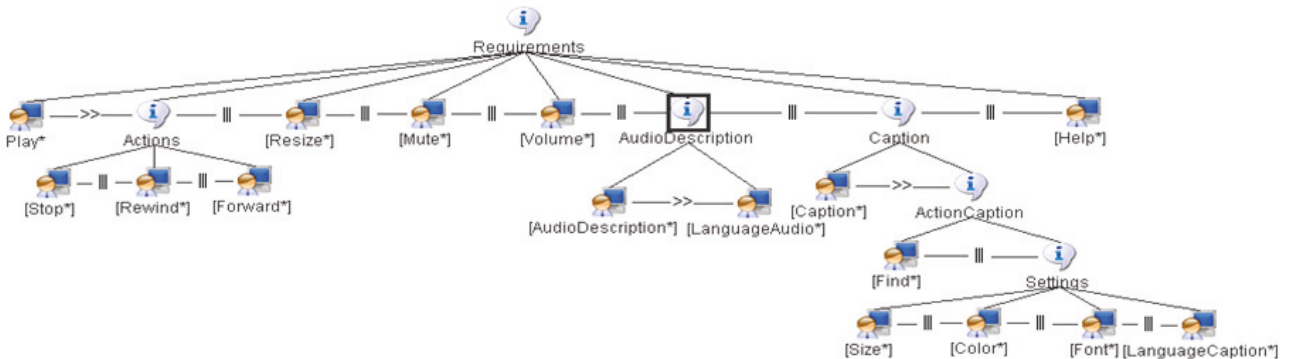 Requirements
Play* >> Actions ||| [Resize*] ||| [Mute*] ||| [Volume*] ||| AudioDescription ||| Caption ||| [Help*]
[Stop*] ||| [Rewind*] ||| [Forward*]
[AudioDescription*] >> [LanguageAudio*]
[Caption*] >> ActionCaption
[Find*] ||| Settings
[Size*] ||| [Color*] ||| [Font*] ||| [LanguageCaption*]